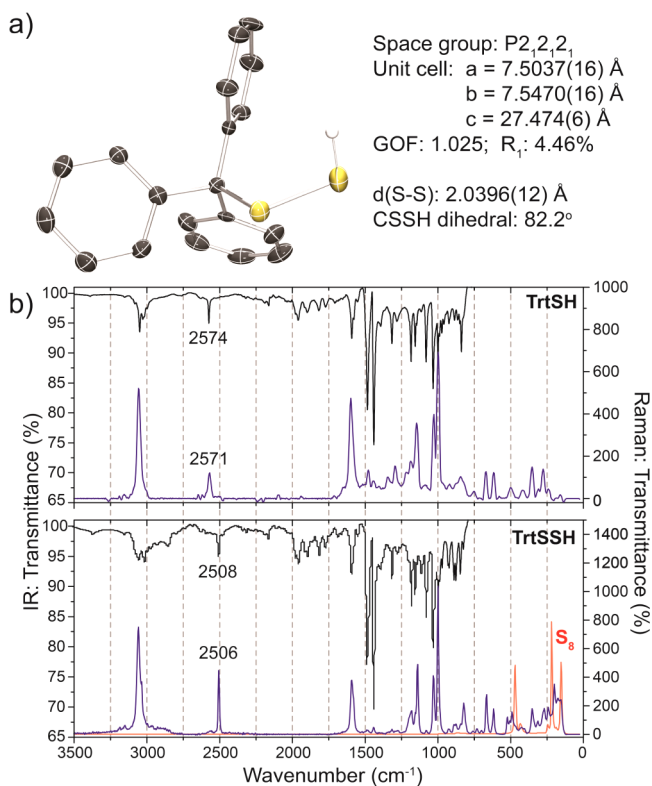 a)
Space group: P2₁2₁2₁
Unit cell: a = 7.5037(16) Å
b = 7.5470(16) Å
c = 27.474(6) Å
GOF: 1.025; R₁: 4.46%
d(S-S): 2.0396(12) Å
CSSH dihedral: 82.2º
b)
TrtSH
100
95
90
85
80
75
70
65
2574
2571
1000
800
600
400
200
0
TrtSSH
100
95
90
85
80
75
70
65
2508
2506
S₈
1400
1200
1000
800
600
400
200
0
IR: Transmittance (%)
Raman: Transmittance (%)
3500 3000 2500 2000 1500 1000 500 0
Wavenumber (cm⁻¹)